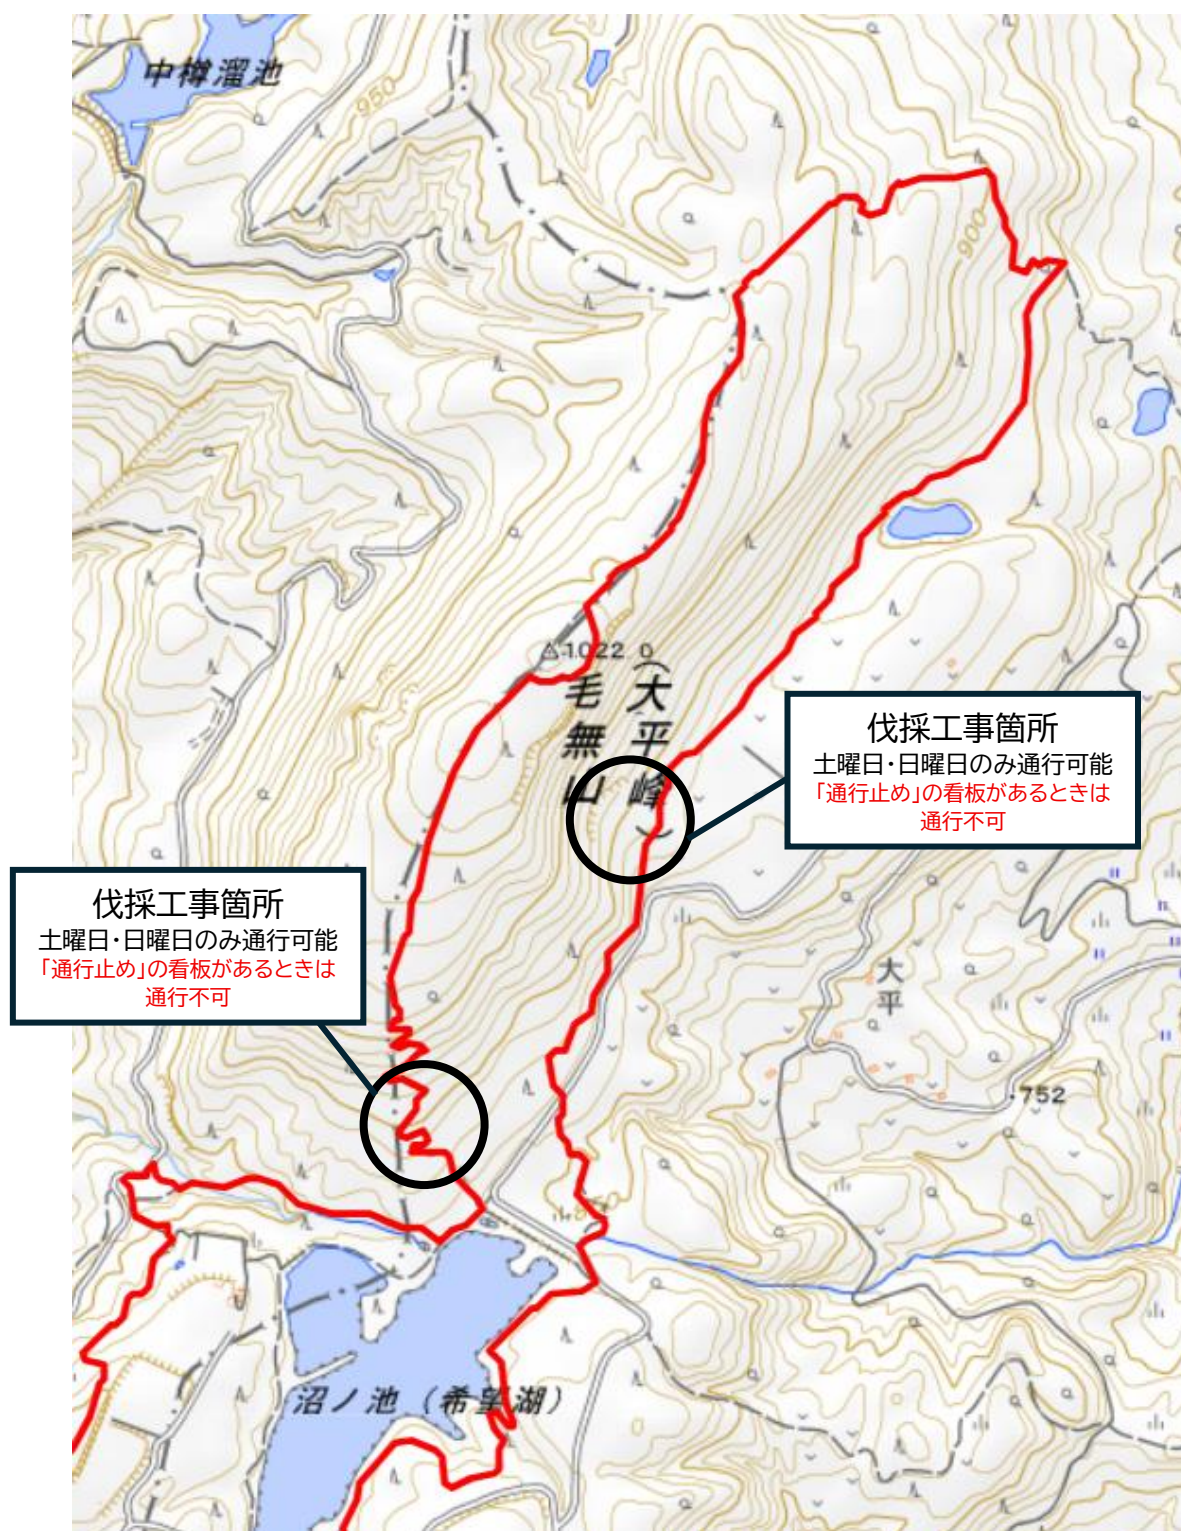 中樽溜池
950
900
1022.0
毛無山
(大平峰)
伐採工事箇所
土曜日・日曜日のみ通行可能
「通行止め」の看板があるときは
通行不可
伐採工事箇所
土曜日・日曜日のみ通行可能
「通行止め」の看板があるときは
通行不可
大平
752
沼ノ池(希望湖)